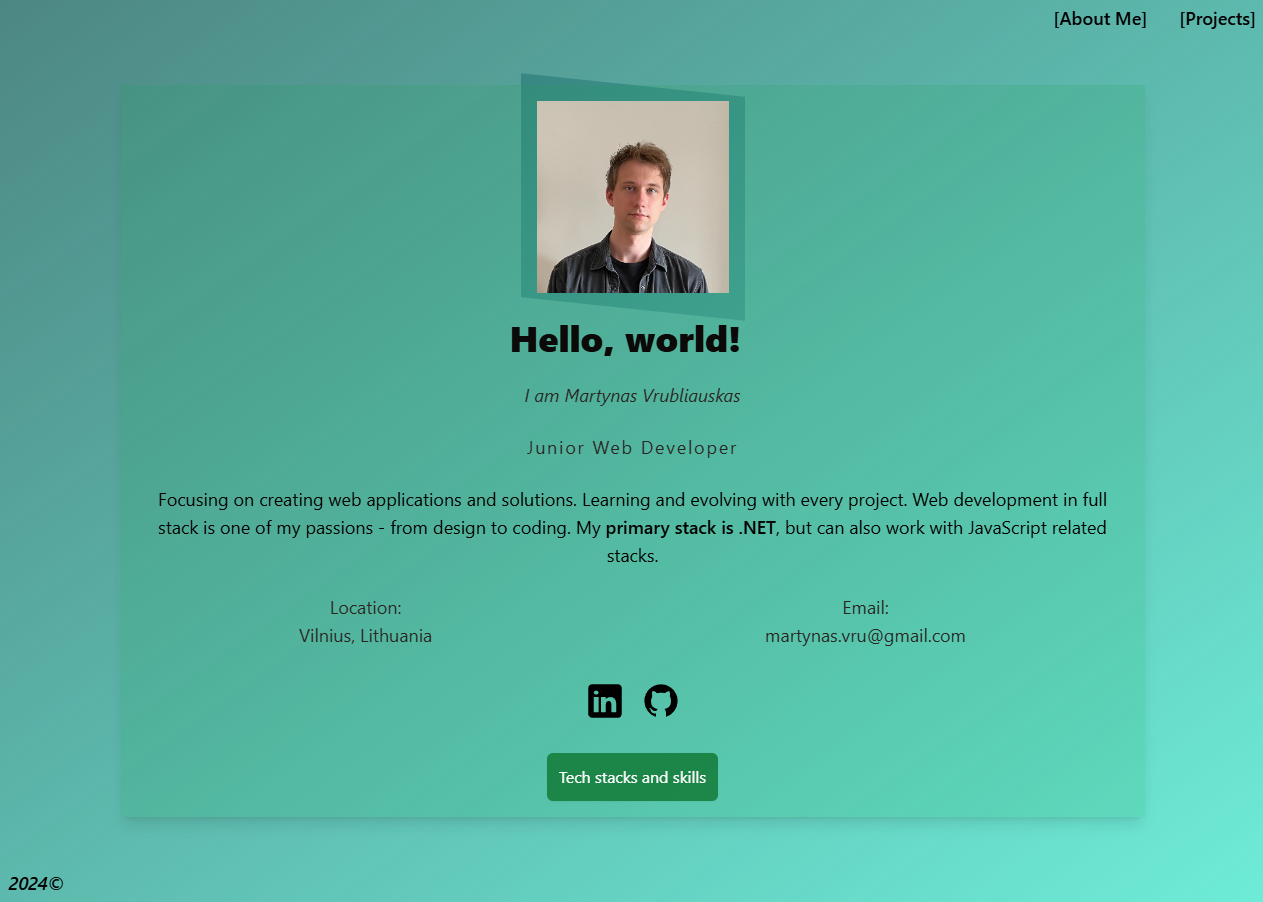 [About Me] [Projects]
Hello, world!
I am Martynas Vrubliauskas
Junior Web Developer
Focusing on creating web applications and solutions. Learning and evolving with every project. Web development in full
stack is one of my passions - from design to coding. My primary stack is .NET, but can also work with JavaScript related
stacks.
Location: Email:
Vilnius, Lithuania martynas.vru@gmail.com
in
Tech stacks and skills
2024©